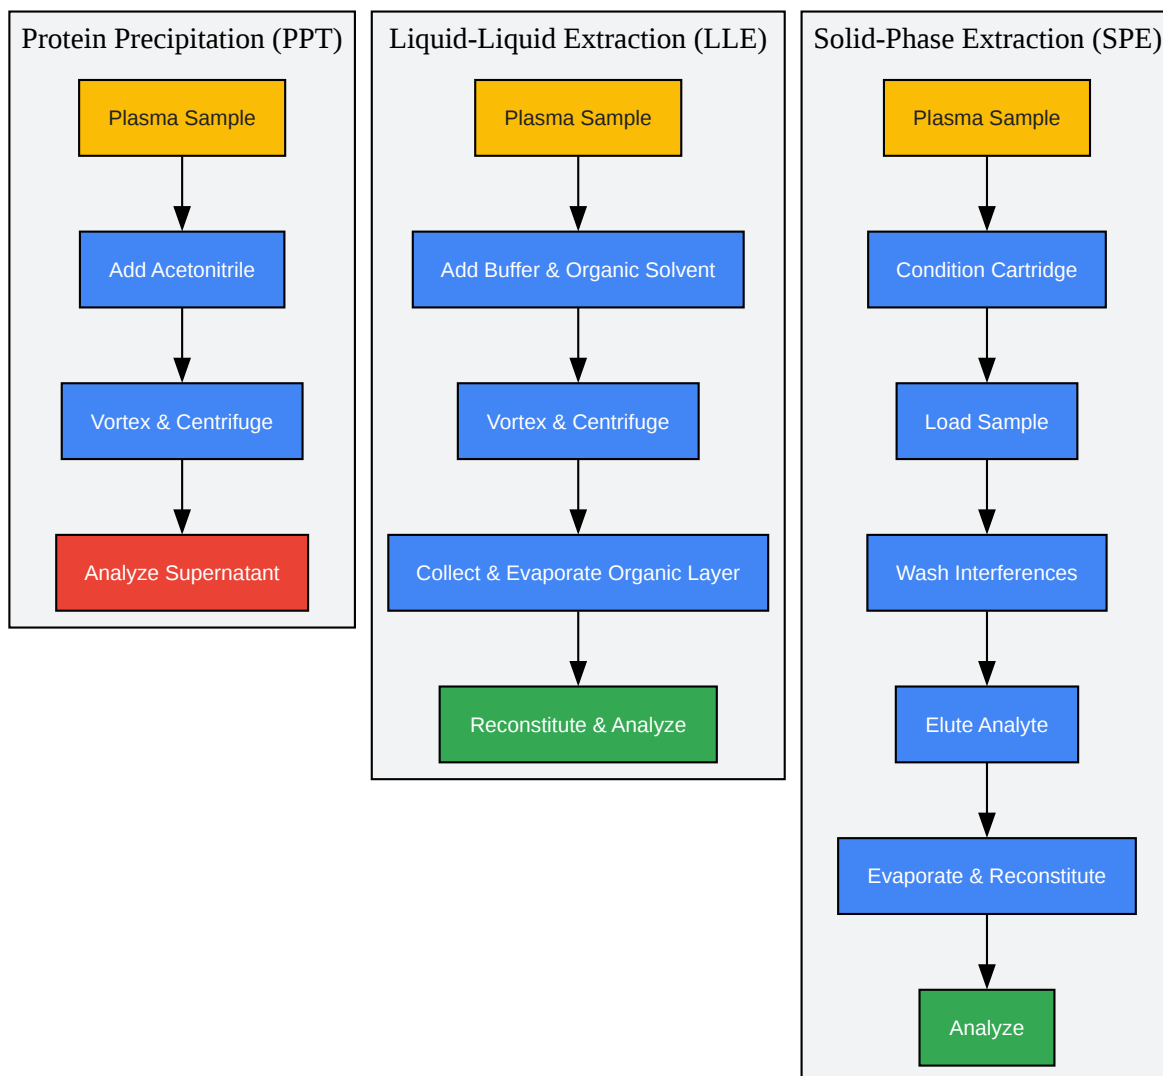 Protein Precipitation (PPT)
Plasma Sample
Add Acetonitrile
Vortex & Centrifuge
Analyze Supernatant
Liquid-Liquid Extraction (LLE)
Plasma Sample
Add Buffer & Organic Solvent
Vortex & Centrifuge
Collect & Evaporate Organic Layer
Reconstitute & Analyze
Solid-Phase Extraction (SPE)
Plasma Sample
Condition Cartridge
Load Sample
Wash Interferences
Elute Analyte
Evaporate & Reconstitute
Analyze